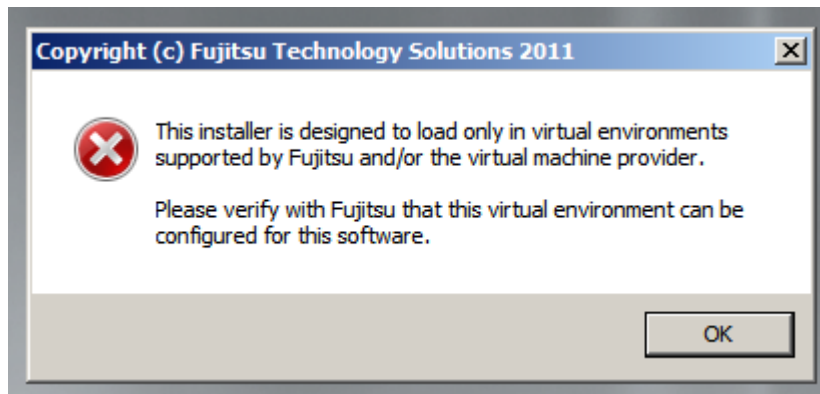 Copyright (c) Fujitsu Technology Solutions 2011
This installer is designed to load only in virtual environments
supported by Fujitsu and/or the virtual machine provider.
Please verify with Fujitsu that this virtual environment can be
configured for this software.
OK